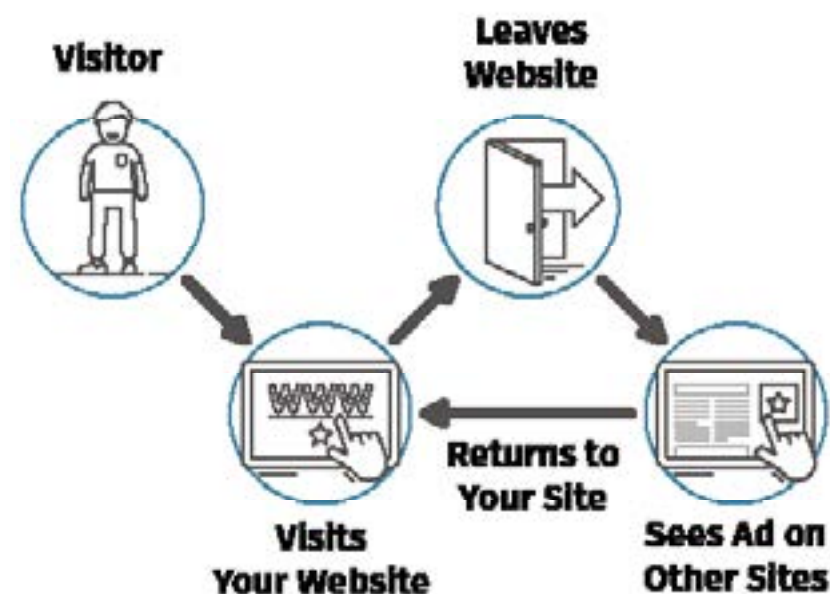 Visitor
Leaves
Website
WWW
Returns to
Your Site
Visits
Your Website
Sees Ad on
Other Sites